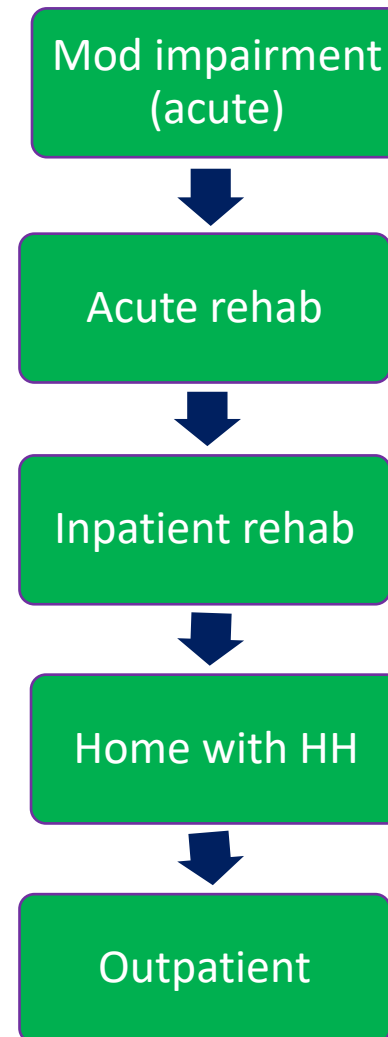 Mod impairment
(acute)
Acute rehab
Inpatient rehab
Home with HH
Outpatient